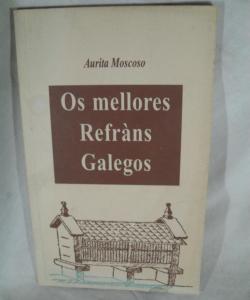 Aurita Moscoso
Os mellores
Refràns
Galegos